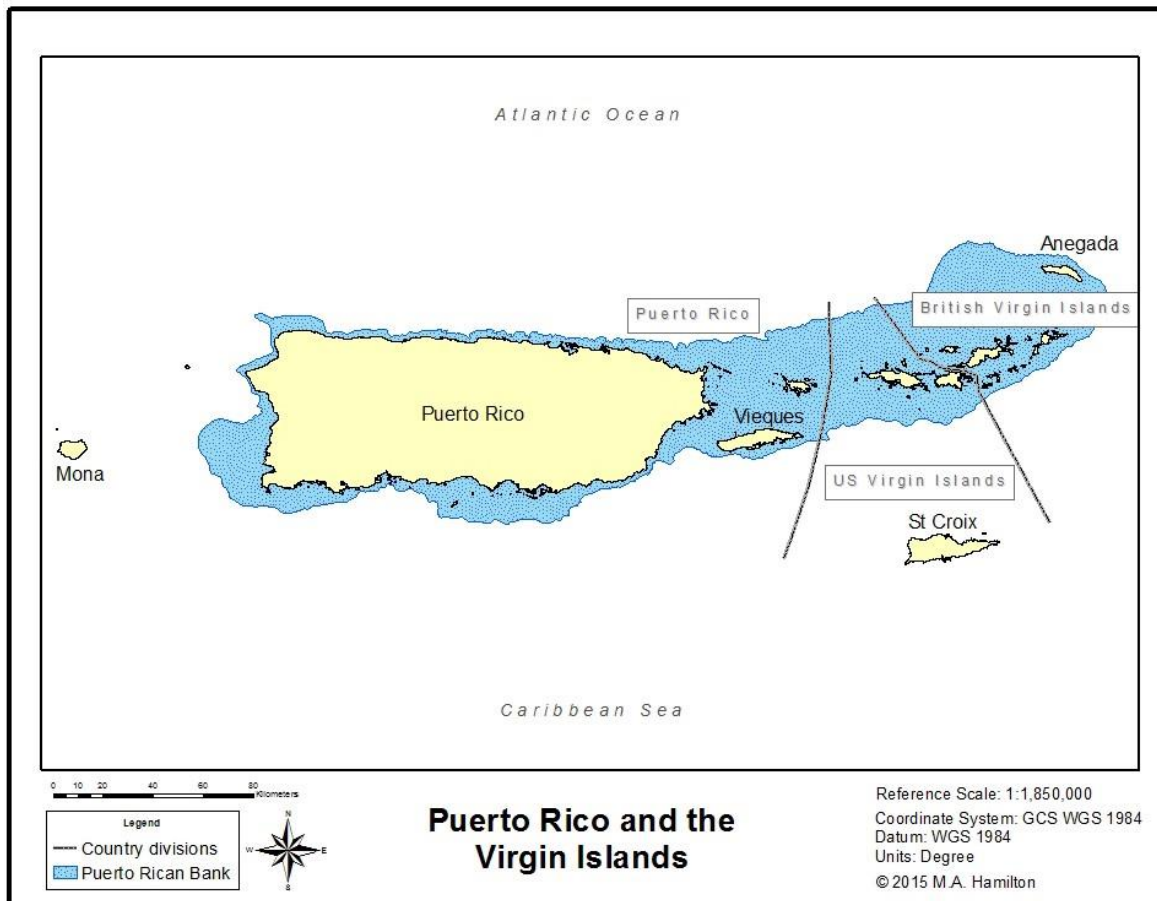 Atlantic Ocean
Anegada
British Virgin Islands
Puerto Rico
Puerto Rico
Vieques
Mona
US Virgin Islands
St Croix
Caribbean Sea
0 10 20 40 60 80
Kilometers
Legend
Country divisions
Puerto Rican Bank
N
W E
S
Puerto Rico and the
Virgin Islands
Reference Scale: 1:1,850,000
Coordinate System: GCS WGS 1984
Datum: WGS 1984
Units: Degree
© 2015 M.A. Hamilton